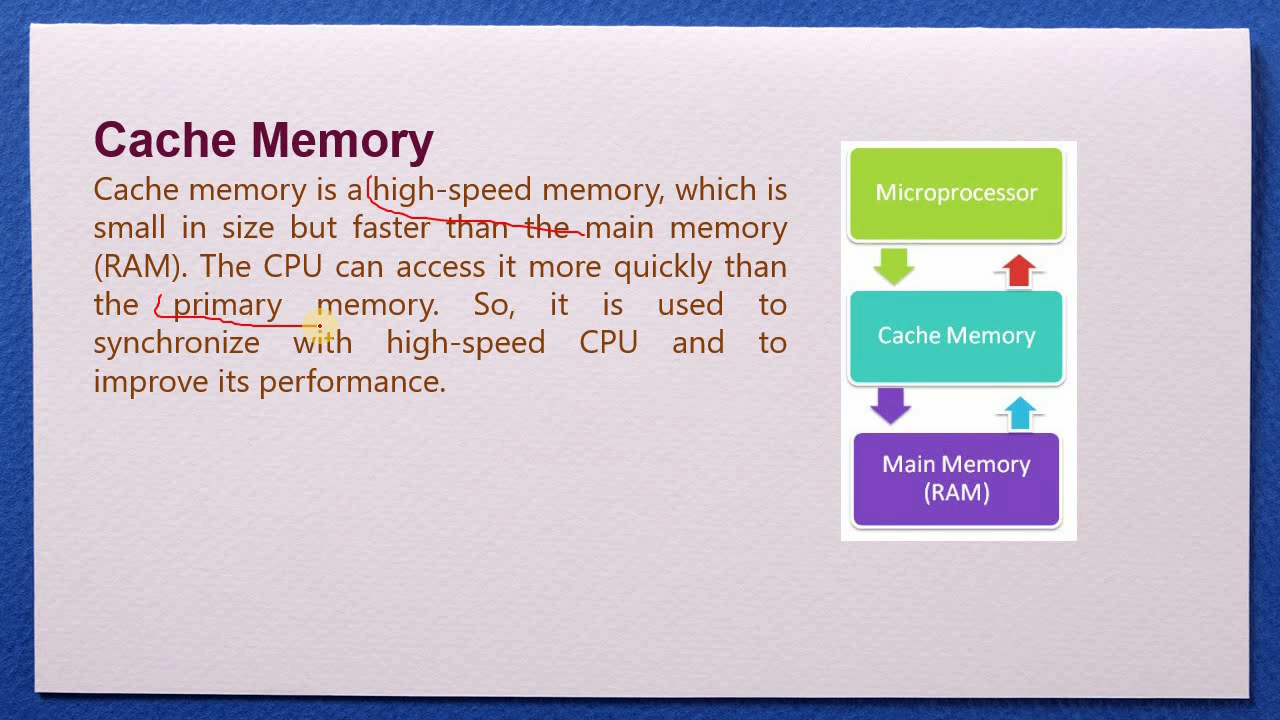 Cache Memory
Cache memory is a high-speed memory, which is
small in size but faster than the main memory
(RAM). The CPU can access it more quickly than
the primary memory. So, it is used to
synchronize with high-speed CPU and to
improve its performance.
Microprocessor
Cache Memory
Main Memory
(RAM)